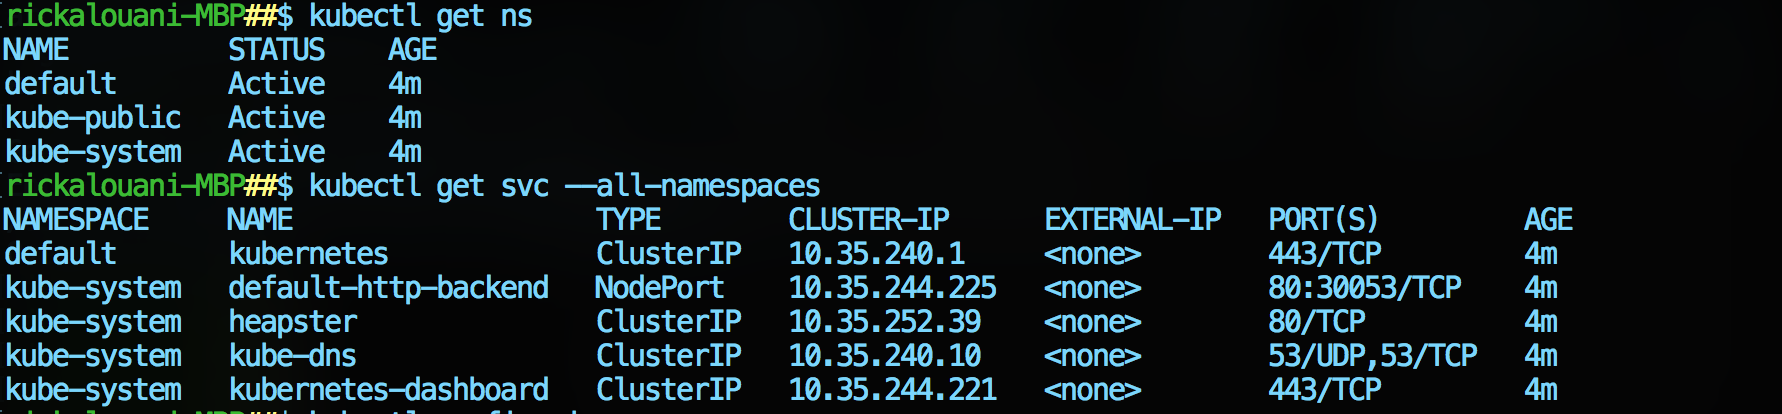 rickalouani-MBP##$ kubectl get ns
NAME STATUS AGE
default Active 4m
kube-public Active 4m
kube-system Active 4m
rickalouani-MBP##$ kubectl get svc --all-namespaces
NAMESPACE NAME TYPE CLUSTER-IP EXTERNAL-IP PORT(S) AGE
default kubernetes ClusterIP 10.35.240.1 <none> 443/TCP 4m
kube-system default-http-backend NodePort 10.35.244.225 <none> 80:30053/TCP 4m
kube-system heapster ClusterIP 10.35.252.39 <none> 80/TCP 4m
kube-system kube-dns ClusterIP 10.35.240.10 <none> 53/UDP,53/TCP 4m
kube-system kubernetes-dashboard ClusterIP 10.35.244.221 <none> 443/TCP 4m